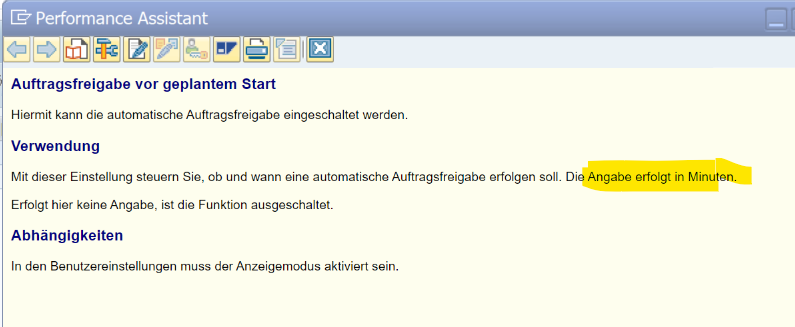 Performance Assistant
Auftragsfreigabe vor geplantem Start
Hiermit kann die automatische Auftragsfreigabe eingeschaltet werden.
Verwendung
Mit dieser Einstellung steuern Sie, ob und wann eine automatische Auftragsfreigabe erfolgen soll. Die Angabe erfolgt in Minuten.
Erfolgt hier keine Angabe, ist die Funktion ausgeschaltet.
Abhängigkeiten
In den Benutzereinstellungen muss der Anzeigemodus aktiviert sein.